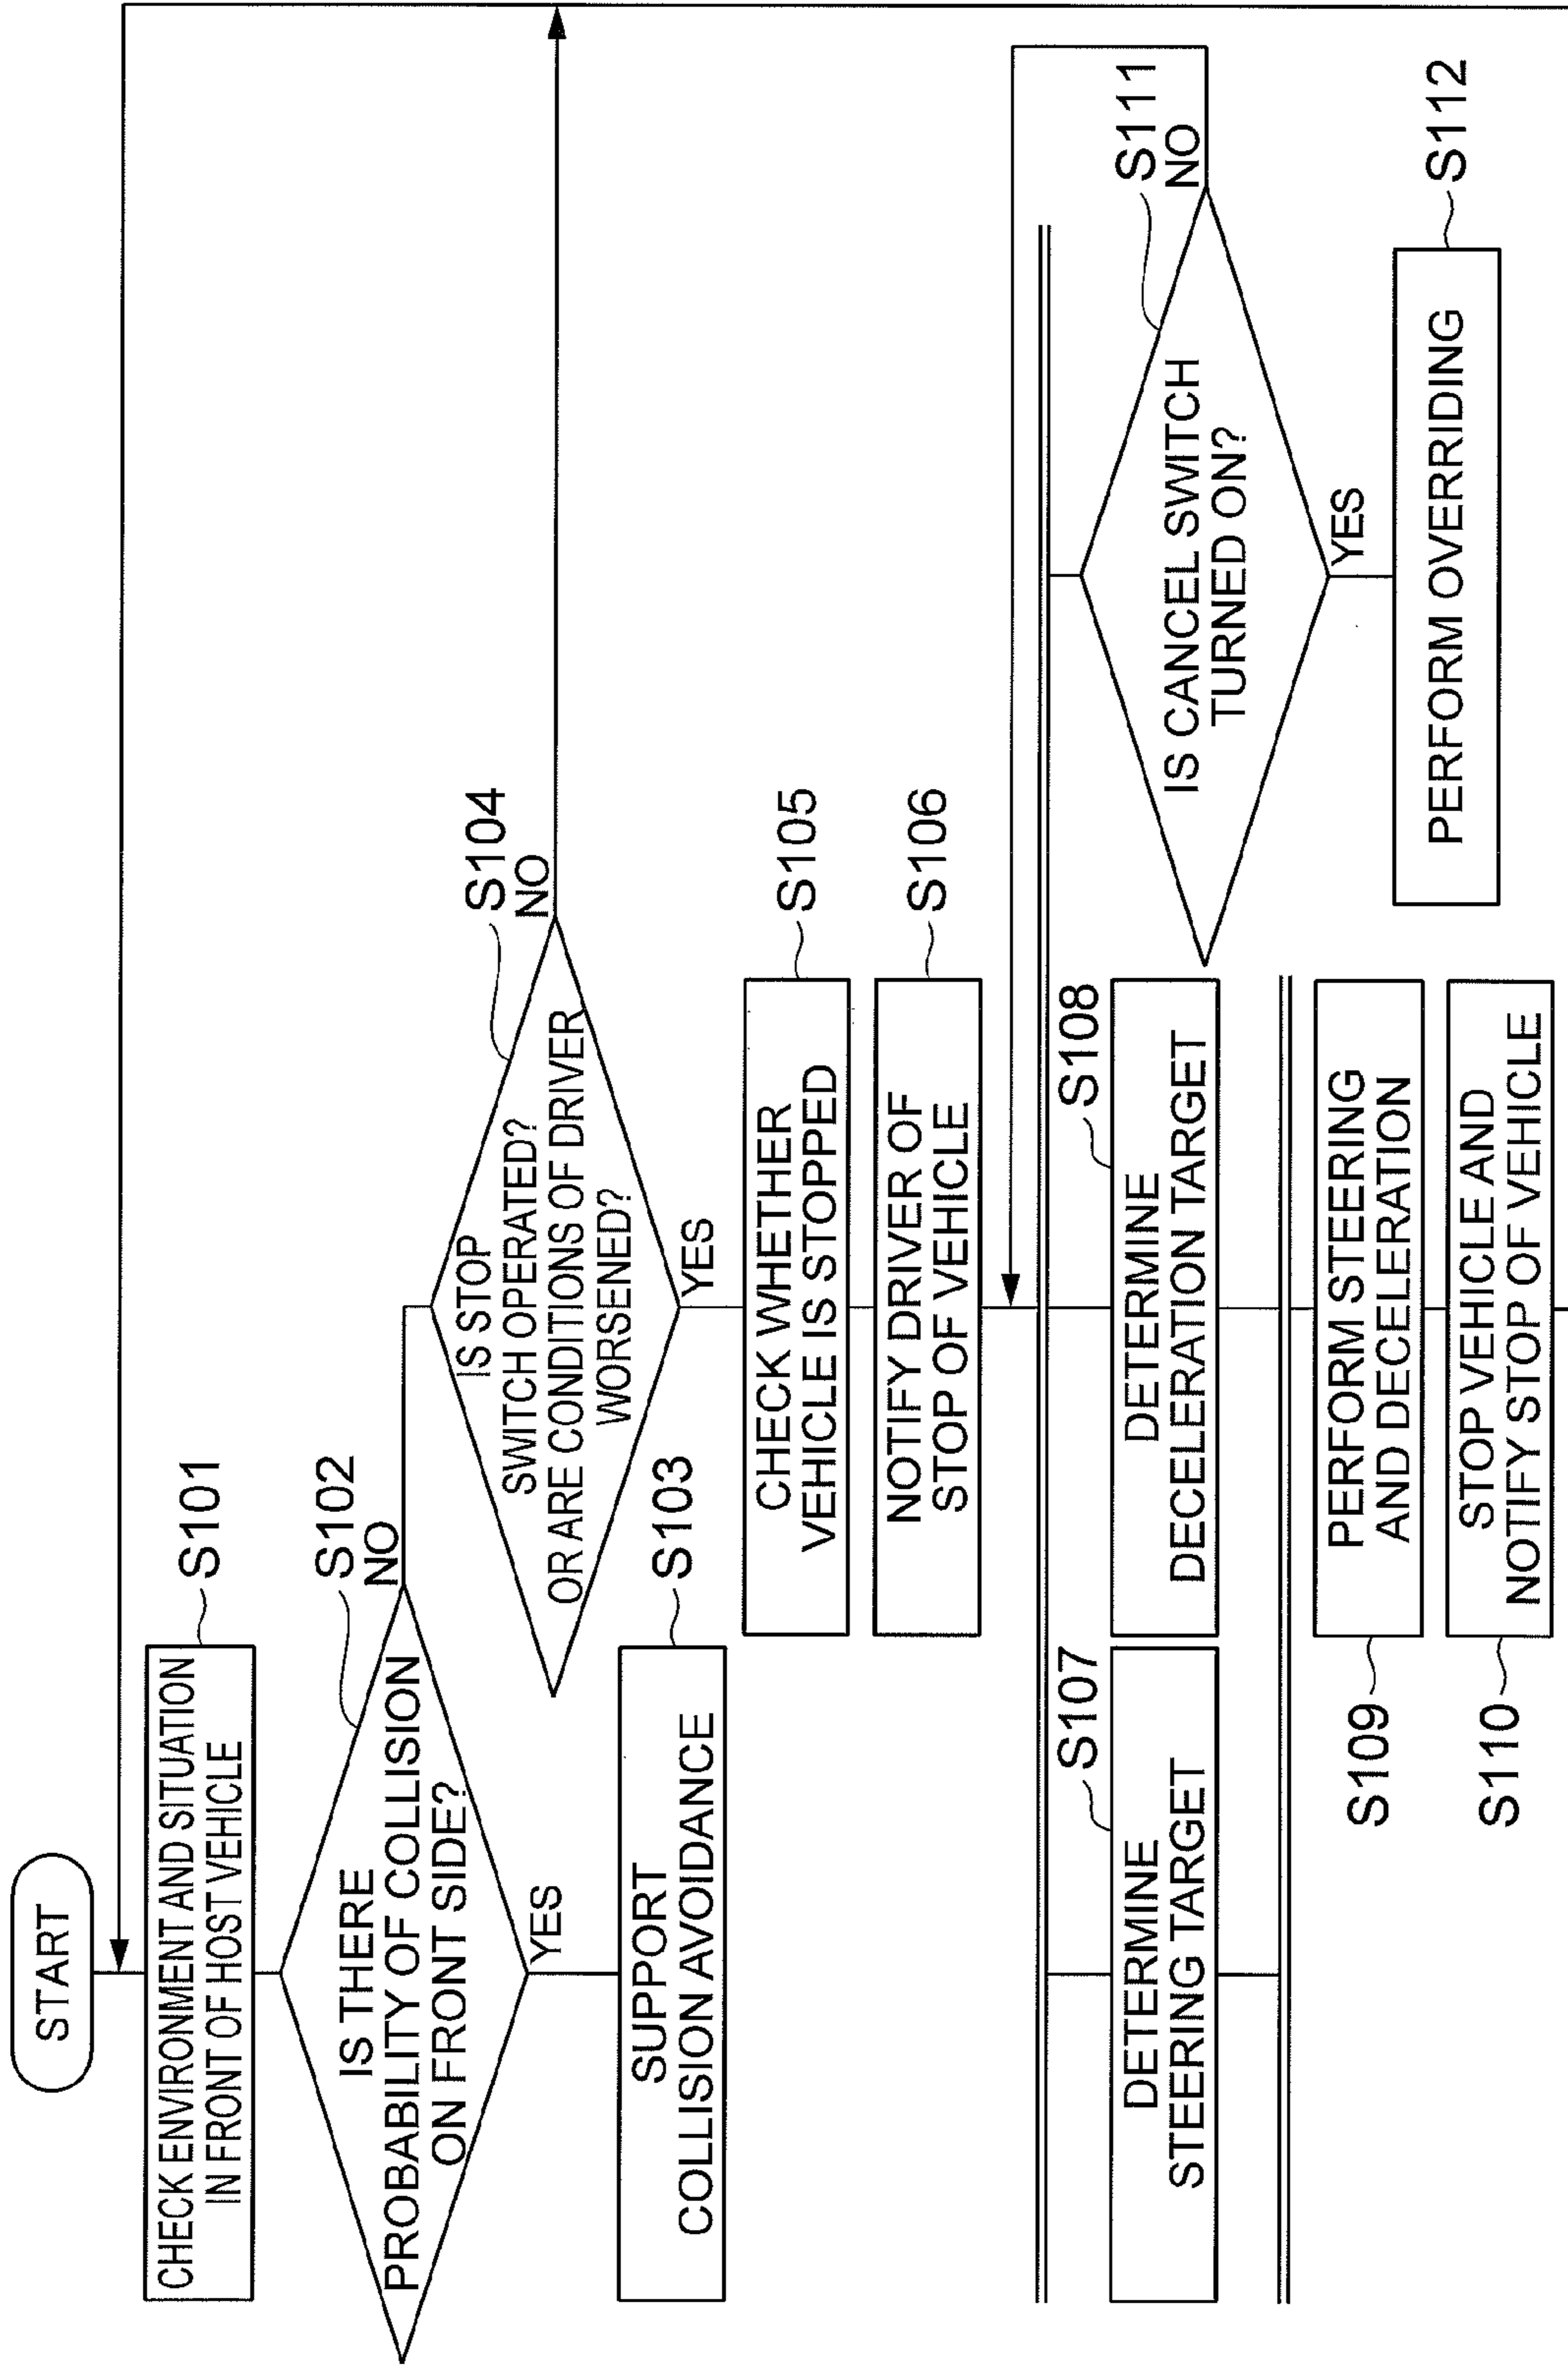 START
CHECK ENVIRONMENT AND SITUATION
IN FRONT OF HOST VEHICLE
S101
IS THERE
PROBABILITY OF COLLISION
ON FRONT SIDE?
S102
NO
YES
SUPPORT
COLLISION AVOIDANCE
S103
IS STOP
SWITCH OPERATED?
OR ARE CONDITIONS OF DRIVER
WORSENED?
S104
NO
YES
CHECK WHETHER
VEHICLE IS STOPPED
S105
NOTIFY DRIVER OF
STOP OF VEHICLE
S106
DETERMINE
STEERING TARGET
S107
DETERMINE
DECELERATION TARGET
S108
PERFORM STEERING
AND DECELERATION
S109
STOP VEHICLE AND
NOTIFY STOP OF VEHICLE
S110
IS CANCEL SWITCH
TURNED ON?
S111
NO
YES
PERFORM OVERRIDING
S112